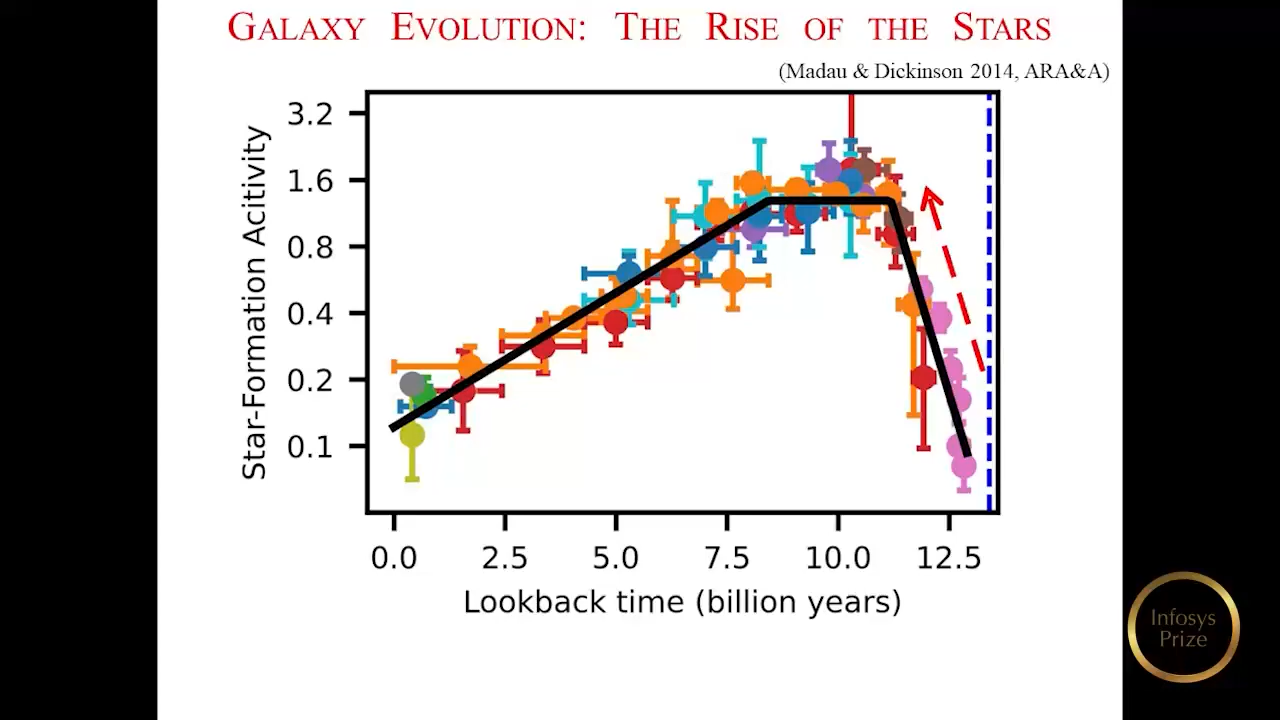 GALAXY EVOLUTION: THE RISE OF THE STARS
(Madau & Dickinson 2014, ARA&A)
Star-Formation Acitivity
3.2
1.6
0.8
0.4
0.2
0.1
0.0 2.5 5.0 7.5 10.0 12.5
Lookback time (billion years)
Infosys
Prize